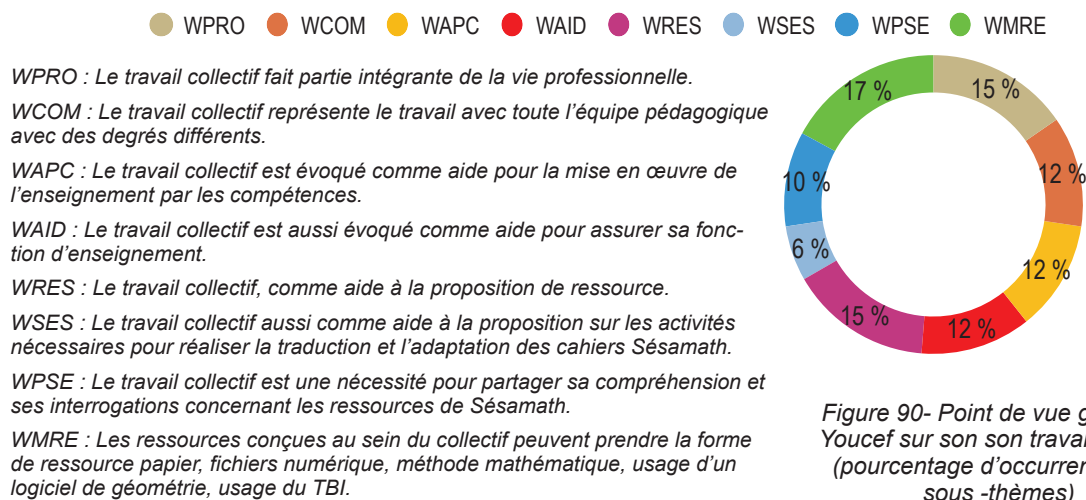 WPRO WCOM WAPC WAID WRES WSES WPSE WMRE
WPRO : Le travail collectif fait partie intégrante de la vie professionnelle.
WCOM : Le travail collectif représente le travail avec toute l'équipe pédagogique
avec des degrés différents.
WAPC : Le travail collectif est évoqué comme aide pour la mise en œuvre de
l'enseignement par les compétences.
WAID : Le travail collectif est aussi évoqué comme aide pour assurer sa fonc-
tion d'enseignement.
WRES : Le travail collectif, comme aide à la proposition de ressource.
WSES : Le travail collectif aussi comme aide à la proposition sur les activités
nécessaires pour réaliser la traduction et l'adaptation des cahiers Sésamath.
WPSE : Le travail collectif est une nécessité pour partager sa compréhension et
ses interrogations concernant les ressources de Sésamath.
WMRE : Les ressources conçues au sein du collectif peuvent prendre la forme
de ressource papier, fichiers numérique, méthode mathématique, usage d'un
logiciel de géométrie, usage du TBI.
15 %
12 %
12 %
12 %
15 %
6 %
10 %
17 %
Figure 90- Point de vue g
Youcef sur son son travai
(pourcentage d'occurren
sous -thèmes)